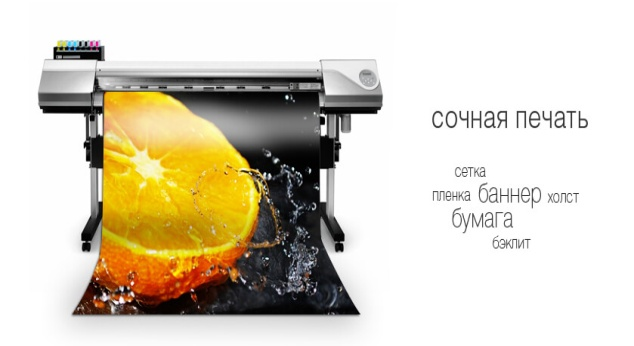 сочная печать
сетка
пленка баннер холст
бумага
бэклит